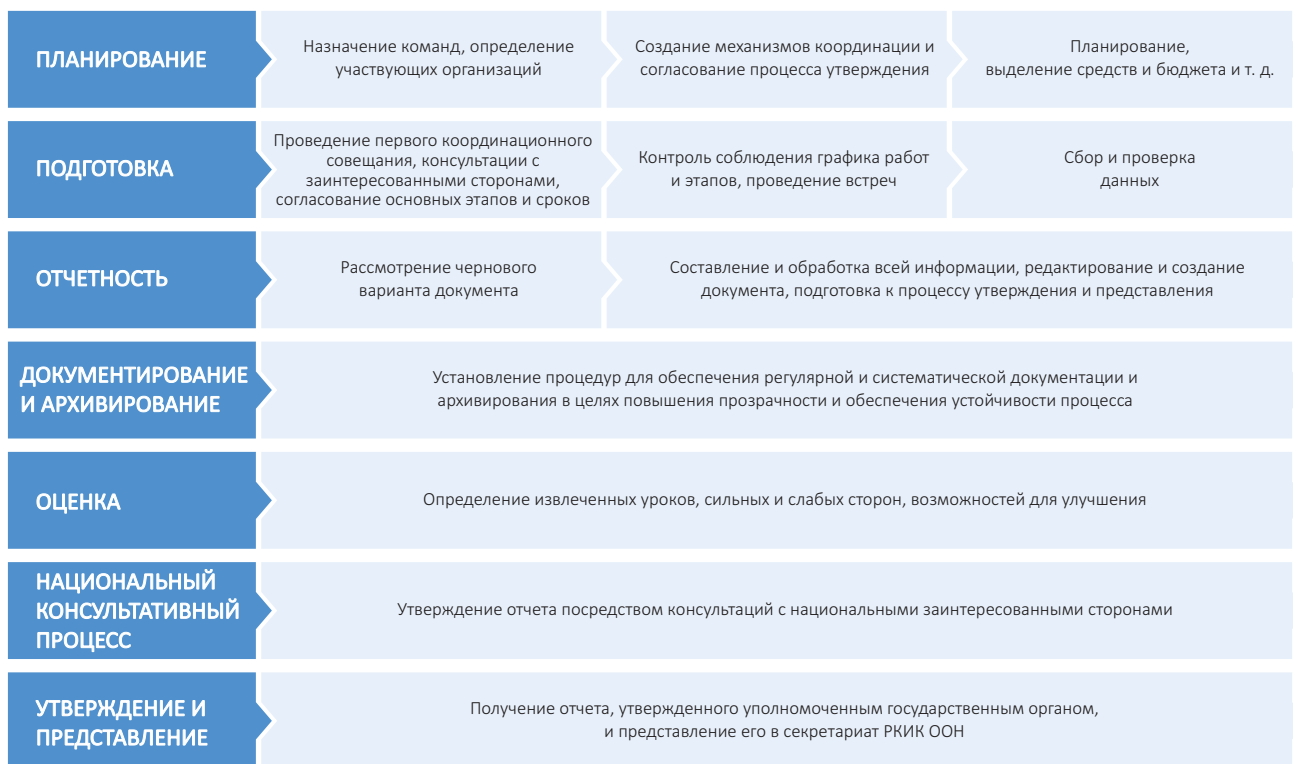 ПЛАНИРОВАНИЕ
Назначение команд, определение
участвующих организаций
Создание механизмов координации и
согласование процесса утверждения
Планирование,
выделение средств и бюджета и т. д.
ПОДГОТОВКА
Проведение первого координационного
совещания, консультации с
заинтересованными сторонами,
согласование основных этапов и сроков
Контроль соблюдения графика работ
и этапов, проведение встреч
Сбор и проверка
данных
ОТЧЕТНОСТЬ
Рассмотрение чернового
варианта документа
Составление и обработка всей информации, редактирование и создание
документа, подготовка к процессу утверждения и представления
ДОКУМЕНТИРОВАНИЕ
И АРХИВИРОВАНИЕ
Установление процедур для обеспечения регулярной и систематической документации и
архивирования в целях повышения прозрачности и обеспечения устойчивости процесса
ОЦЕНКА
Определение извлеченных уроков, сильных и слабых сторон, возможностей для улучшения
НАЦИОНАЛЬНЫЙ
КОНСУЛЬТАТИВНЫЙ
ПРОЦЕСС
Утверждение отчета посредством консультаций с национальными заинтересованными сторонами
УТВЕРЖДЕНИЕ И
ПРЕДСТАВЛЕНИЕ
Получение отчета, утвержденного уполномоченным государственным органом,
и представление его в секретариат РКИК ООН